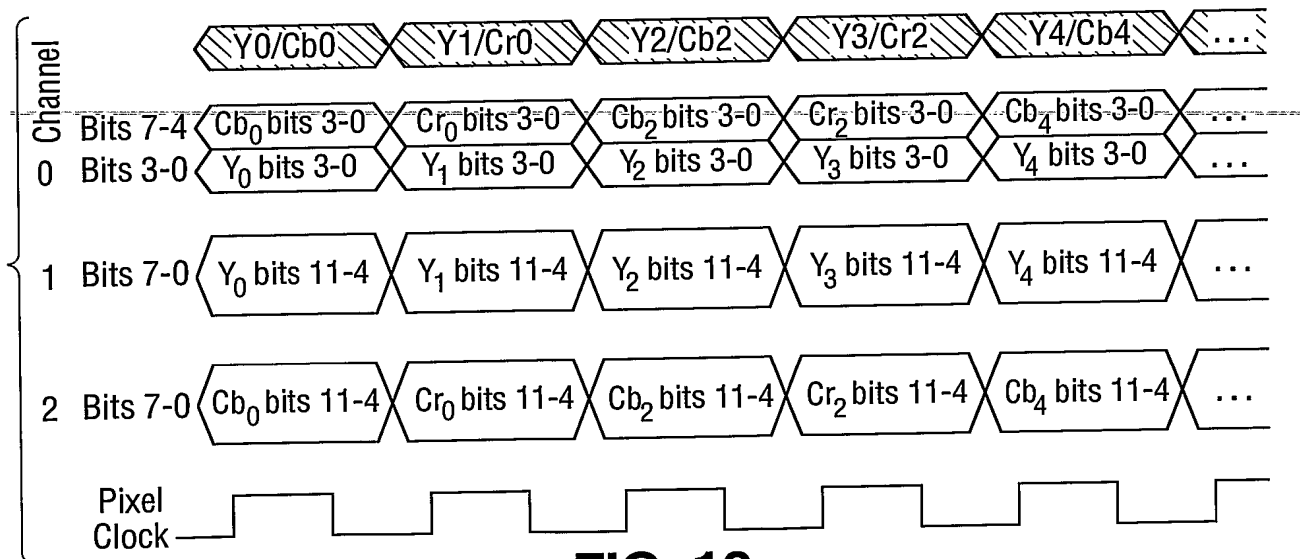 Channel
Y0/Cb0 Y1/Cr0 Y2/Cb2 Y3/Cr2 Y4/Cb4 ...
Bits 7-4 Cb0 bits 3-0 Cr0 bits 3-0 Cb2 bits 3-0 Cr2 bits 3-0 Cb4 bits 3-0 ...
0 Bits 3-0 Y0 bits 3-0 Y1 bits 3-0 Y2 bits 3-0 Y3 bits 3-0 Y4 bits 3-0 ...
1 Bits 7-0 Y0 bits 11-4 Y1 bits 11-4 Y2 bits 11-4 Y3 bits 11-4 Y4 bits 11-4 ...
2 Bits 7-0 Cb0 bits 11-4 Cr0 bits 11-4 Cb2 bits 11-4 Cr2 bits 11-4 Cb4 bits 11-4 ...
Pixel
Clock